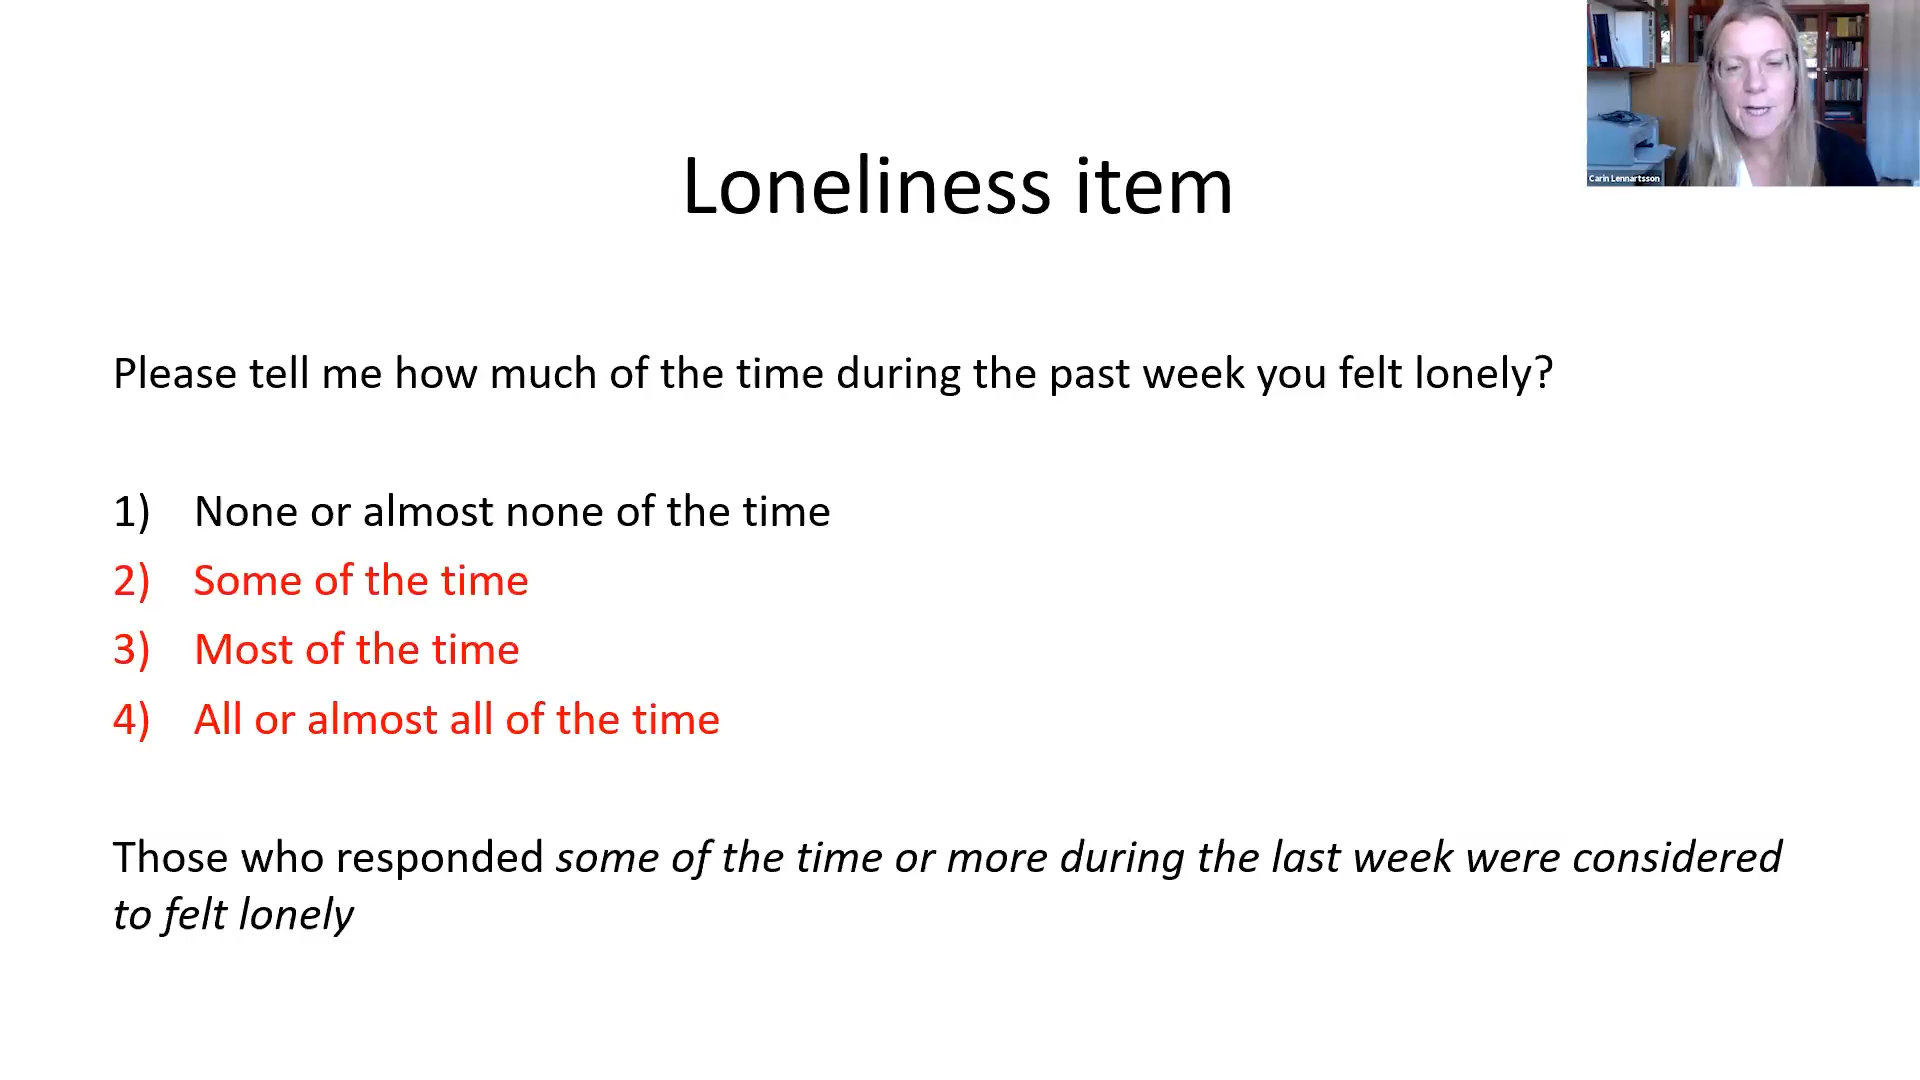 Carin Lennartsson
Loneliness item
Please tell me how much of the time during the past week you felt lonely?
1) None or almost none of the time
2) Some of the time
3) Most of the time
4) All or almost all of the time
Those who responded some of the time or more during the last week were considered
to felt lonely